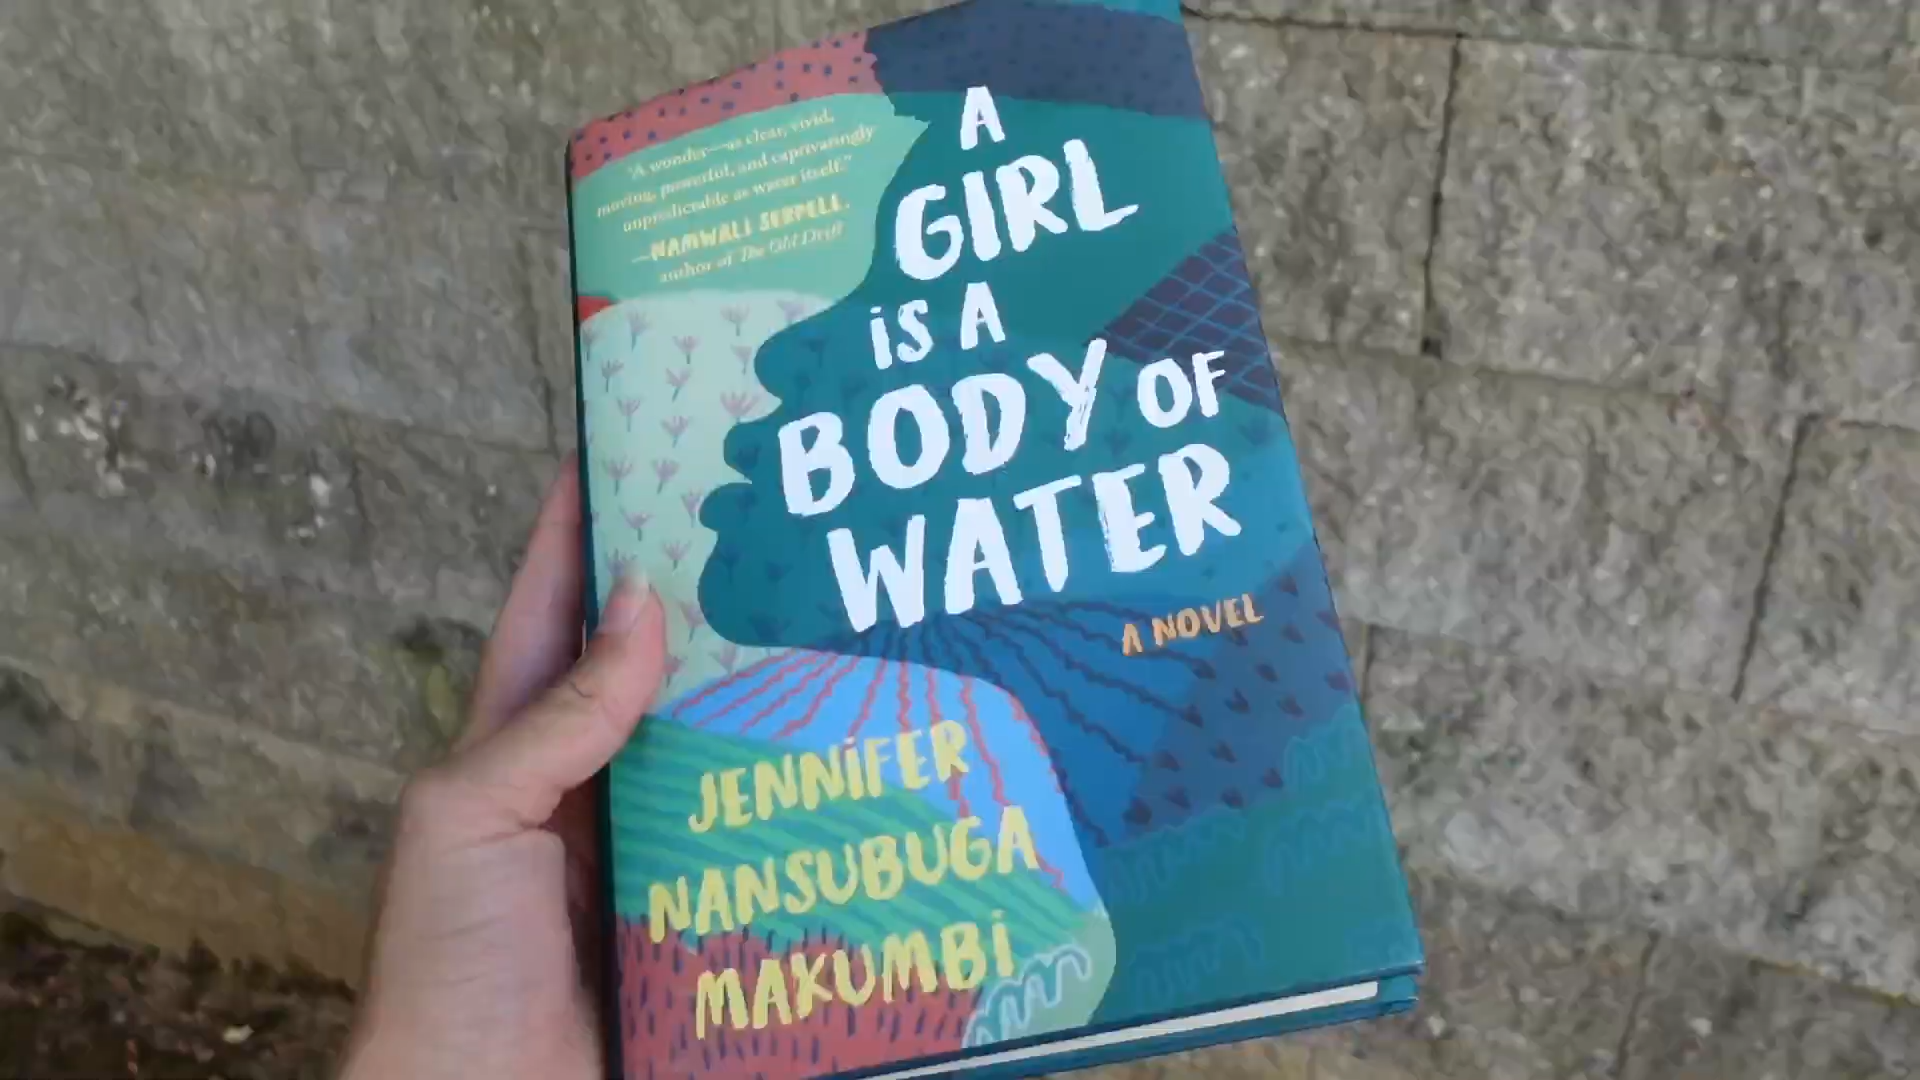 "A wonder—as clear, vivid,
moving, powerful, and captivatingly
unpredictable as water itself."
—NAMWALI SERPELL,
author of The Old Drift
A
GIRL
iS A
BODY OF
WATER
A NOVEL
JENNiFER
NANSUBUGA
MAKUMBi